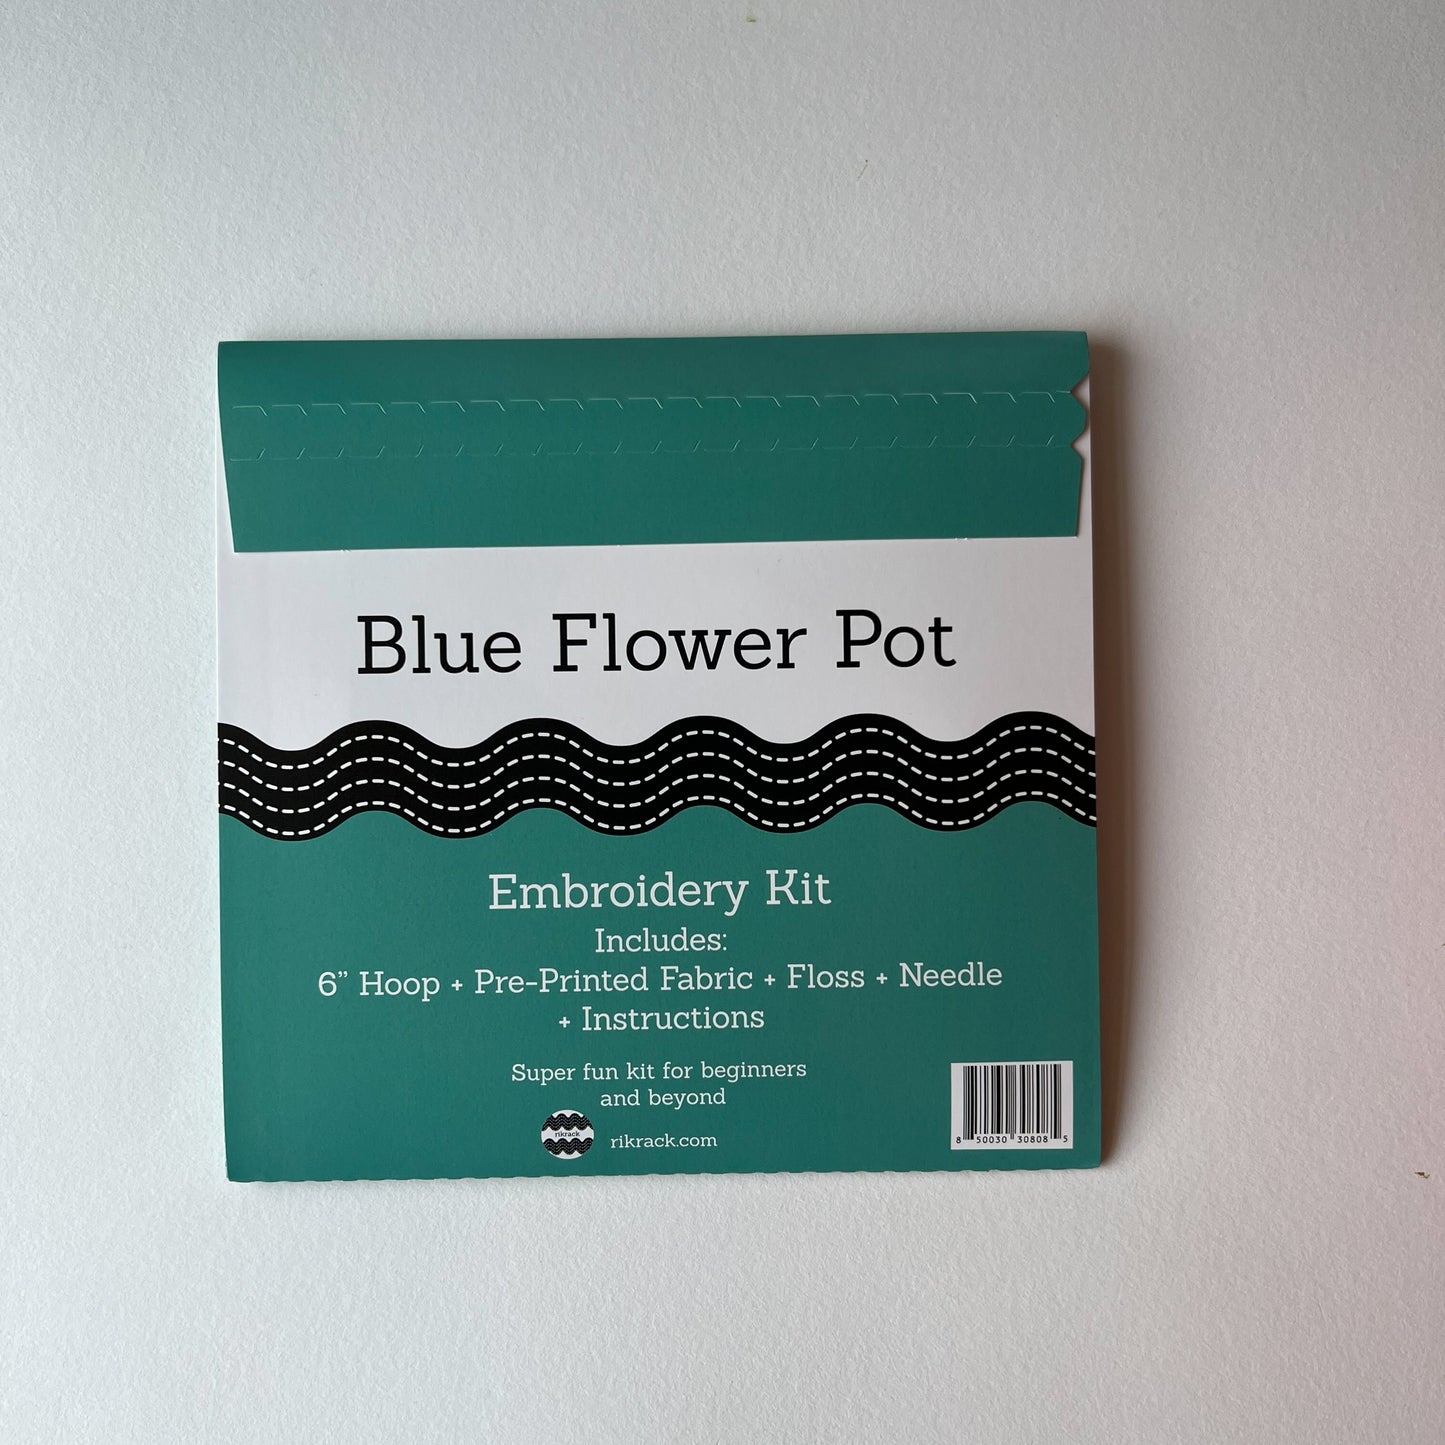 Blue Flower Pot
Embroidery Kit
Includes:
6” Hoop + Pre-Printed Fabric + Floss + Needle
+ Instructions
Super fun kit for beginners
and beyond
rikrack
rikrack.com
8 50030 30808 5